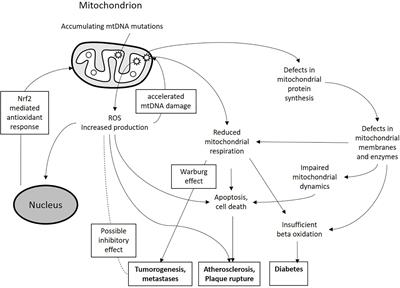 Mitochondrion
Accumulating mtDNA mutations
Defects in
mitochondrial
protein
synthesis
Nrf2
mediated
antioxidant
response
accelerated
mtDNA damage
ROS
Increased production
Reduced
mitochondrial
respiration
Defects in
mitochondrial
membranes
and enzymes
Warburg
effect
Impaired
mitochondrial
dynamics
Nucleus
Apoptosis,
cell death
Possible
inhibitory
effect
Insufficient
beta oxidation
Tumorogenesis,
metastases
Atherosclerosis,
Plaque rupture
Diabetes